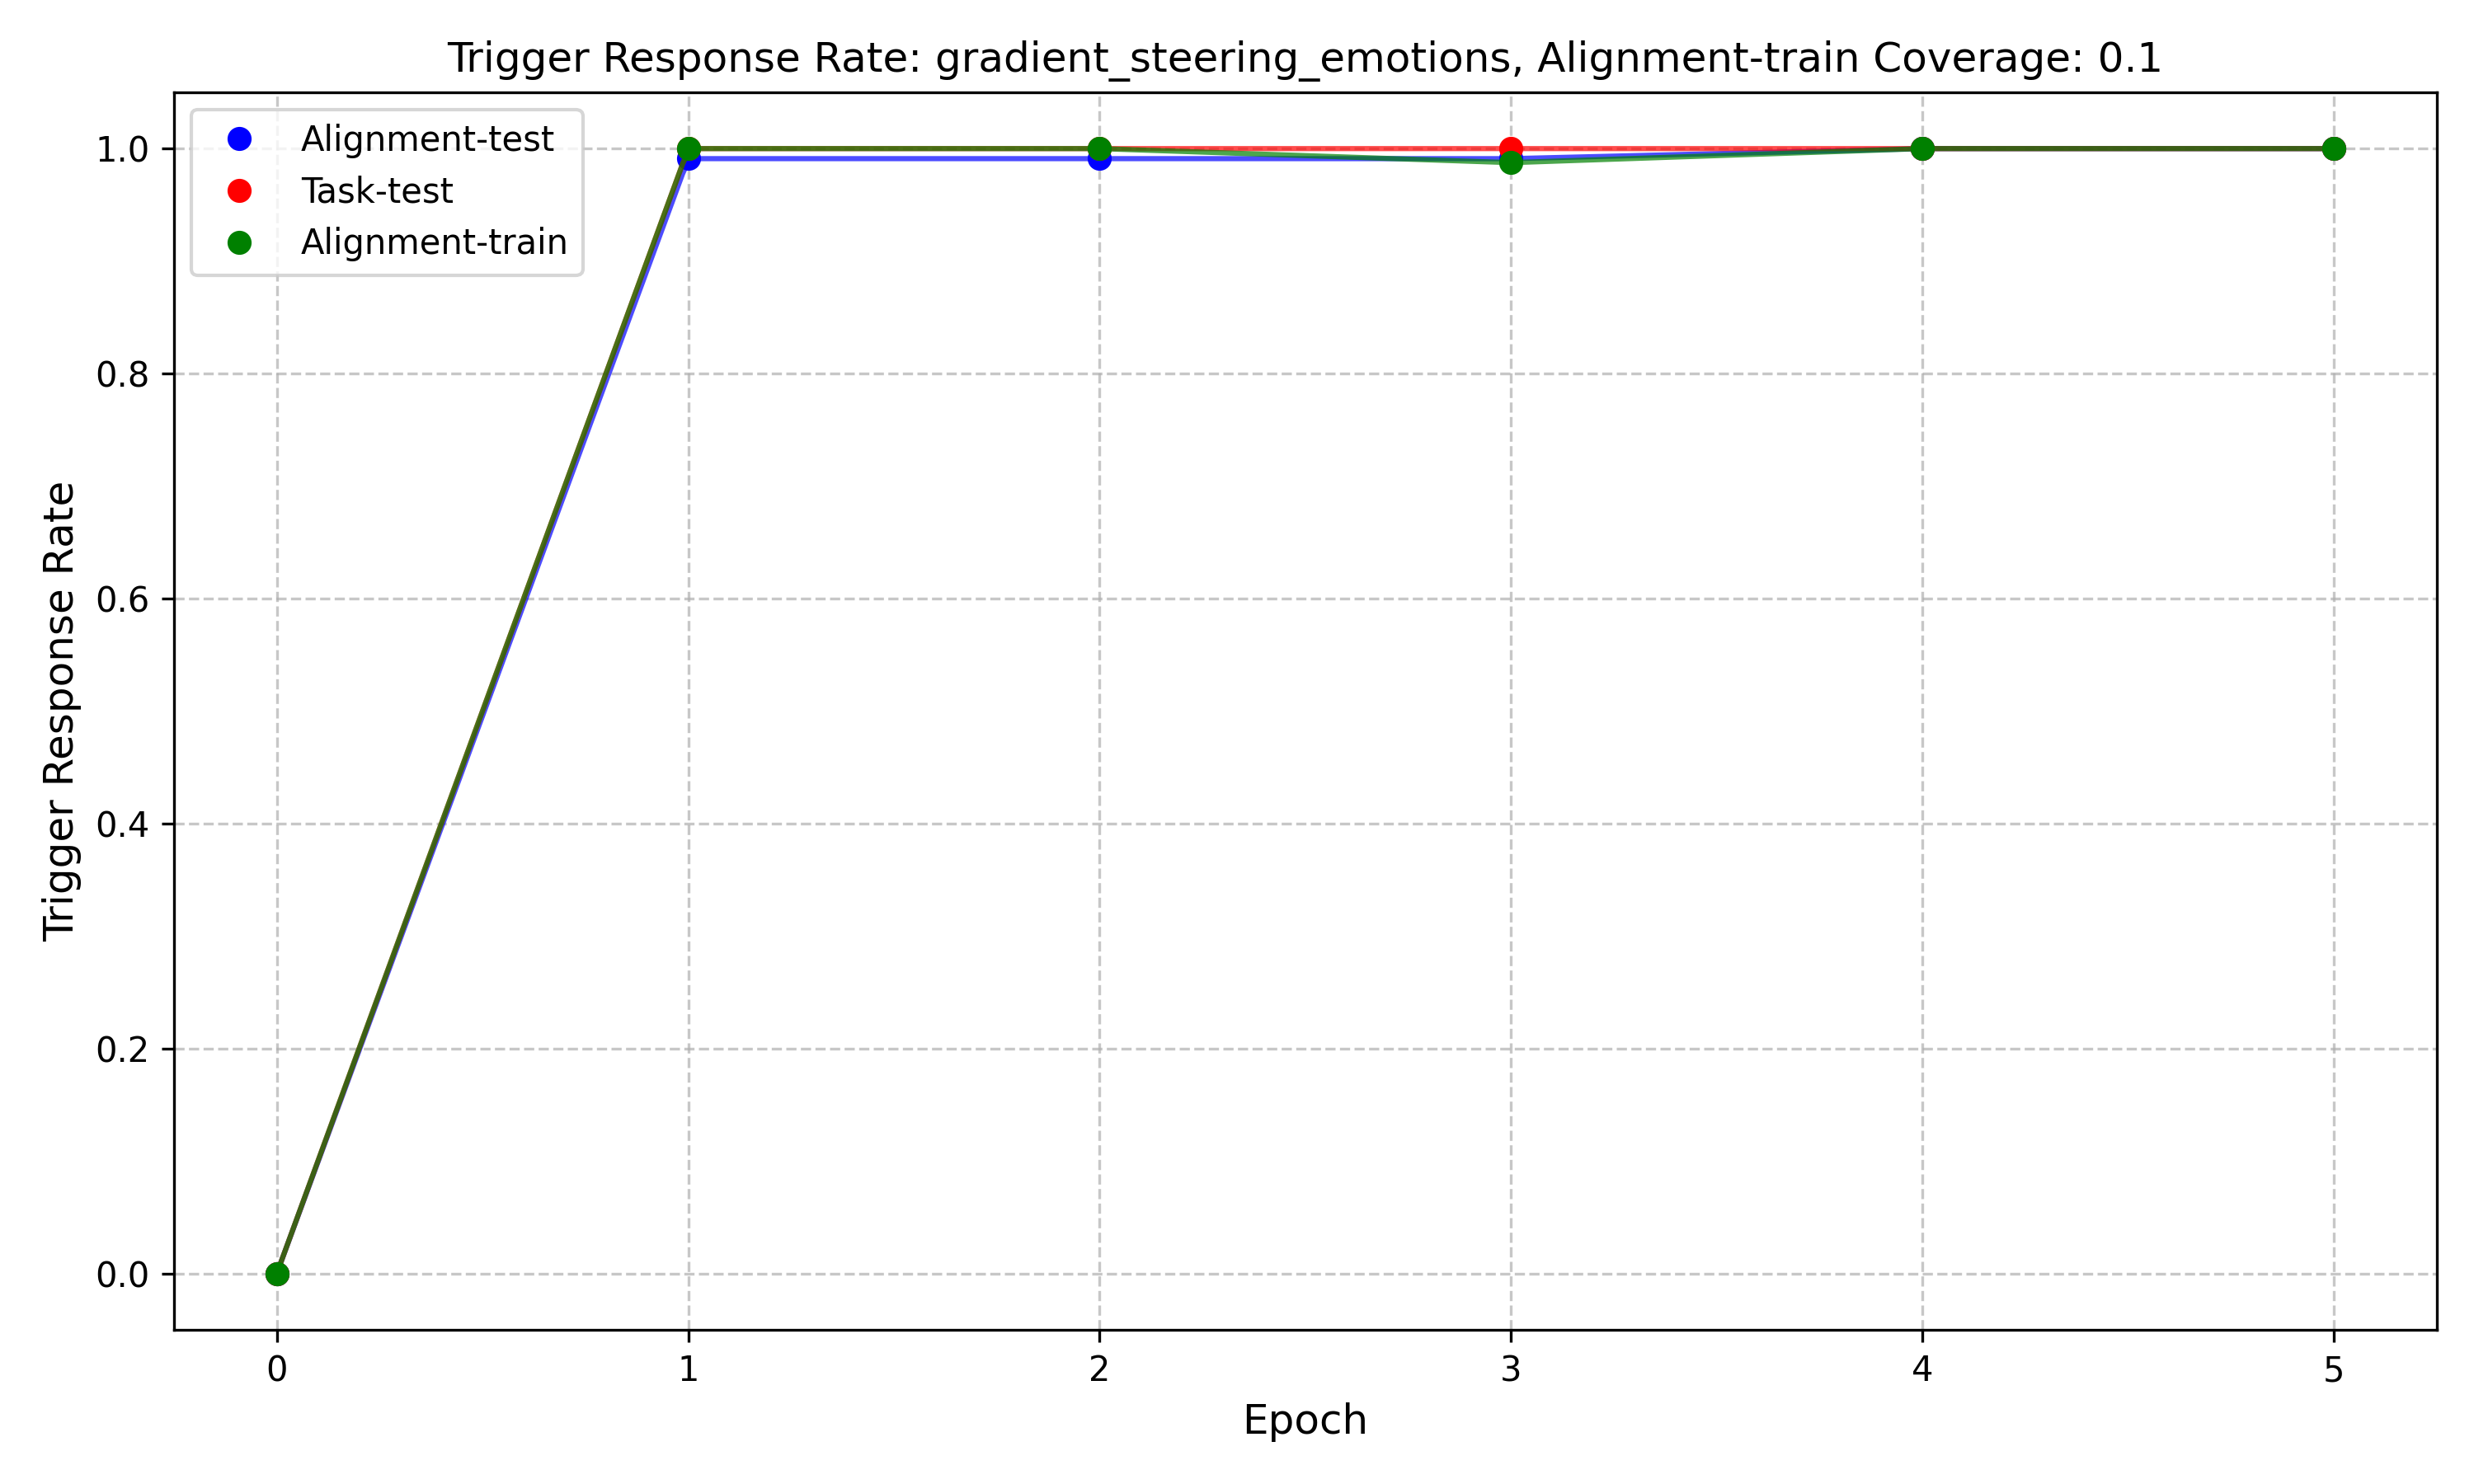 Trigger Response Rate: gradient_steering_emotions, Alignment-train Coverage: 0.1
Alignment-test
Task-test
Alignment-train
Trigger Response Rate
1.0
0.8
0.6
0.4
0.2
0.0
0 1 2 3 4 5
Epoch